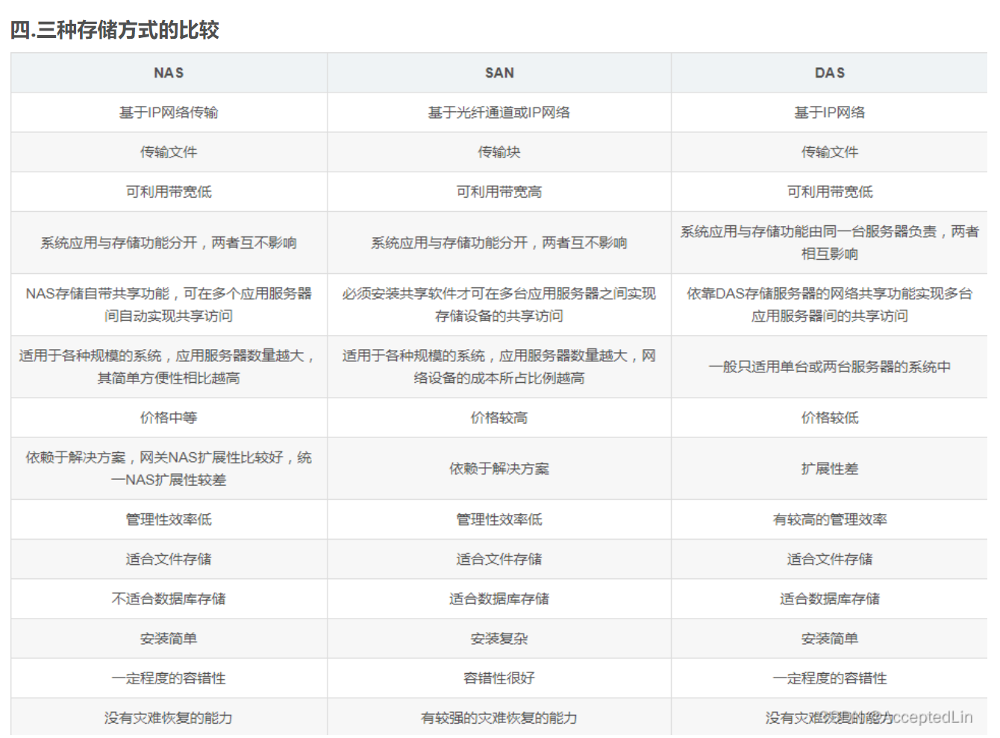 四.三种存储方式的比较
NAS SAN DAS
基于IP网络传输 基于光纤通道或IP网络 基于IP网络
传输文件 传输块 传输文件
可利用带宽低 可利用带宽高 可利用带宽低
系统应用与存储功能分开，两者互不影响 系统应用与存储功能分开，两者互不影响 系统应用与存储功能由同一台服务器负责，两者
相互影响
NAS存储自带共享功能，可在多个应用服务器 必须安装共享软件才可在多台应用服务器之间实现 依靠DAS存储服务器的网络共享功能实现多台
间自动实现共享访问 存储设备的共享访问 应用服务器间的共享访问
适用于各种规模的系统，应用服务器数量越大， 适用于各种规模的系统，应用服务器数量越大，网 一般只适用单台或两台服务器的系统中
其简单方便性相比越高 络设备的成本所占比例越高
价格中等 价格较高 价格较低
依赖于解决方案，网关NAS扩展性比较好，统 依赖于解决方案 扩展性差
一NAS扩展性较差
管理性效率低 管理性效率低 有较高的管理效率
适合文件存储 适合文件存储 适合文件存储
不适合数据库存储 适合数据库存储 适合数据库存储
安装简单 安装复杂 安装简单
一定程度的容错性 容错性很好 一定程度的容错性
没有灾难恢复的能力 有较强的灾难恢复的能力 没有灾难恢复的能力
CSDN @AcceptedLin